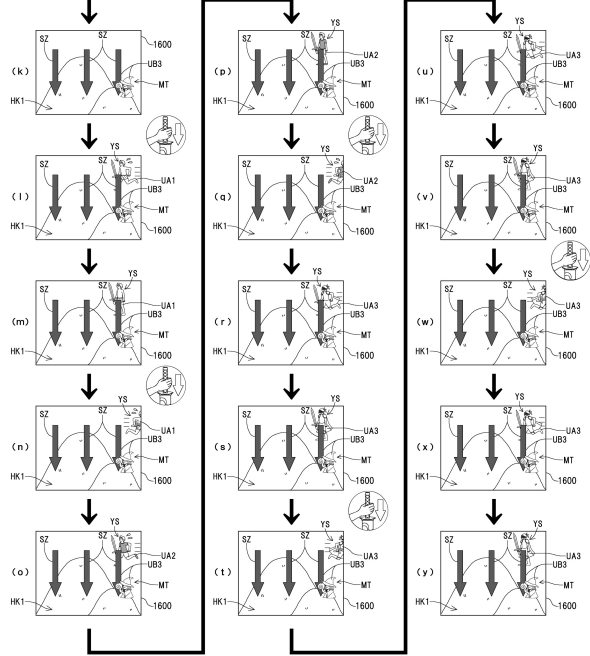 (k)
SZ
SZ
1600
UB3
MT
HK1
(l)
YS
SZ
SZ
UA1
UB3
MT
HK1
1600
(m)
YS
SZ
SZ
UA1
UB3
MT
HK1
1600
(n)
YS
SZ
SZ
UA1
UB3
MT
HK1
1600
(o)
YS
SZ
SZ
UA2
UB3
MT
HK1
1600
(p)
YS
SZ
SZ
UA2
UB3
MT
HK1
1600
(q)
YS
SZ
SZ
UA2
UB3
MT
HK1
1600
(r)
YS
SZ
SZ
UA3
UB3
MT
HK1
1600
(s)
YS
SZ
SZ
UA3
UB3
MT
HK1
1600
(t)
YS
SZ
SZ
UA3
UB3
MT
HK1
1600
(u)
YS
SZ
SZ
UA3
UB3
MT
HK1
1600
(v)
YS
SZ
SZ
UA3
UB3
MT
HK1
1600
(w)
YS
SZ
SZ
UA3
UB3
MT
HK1
1600
(x)
YS
SZ
SZ
UA3
UB3
MT
HK1
1600
(y)
YS
SZ
SZ
UA3
UB3
MT
HK1
1600